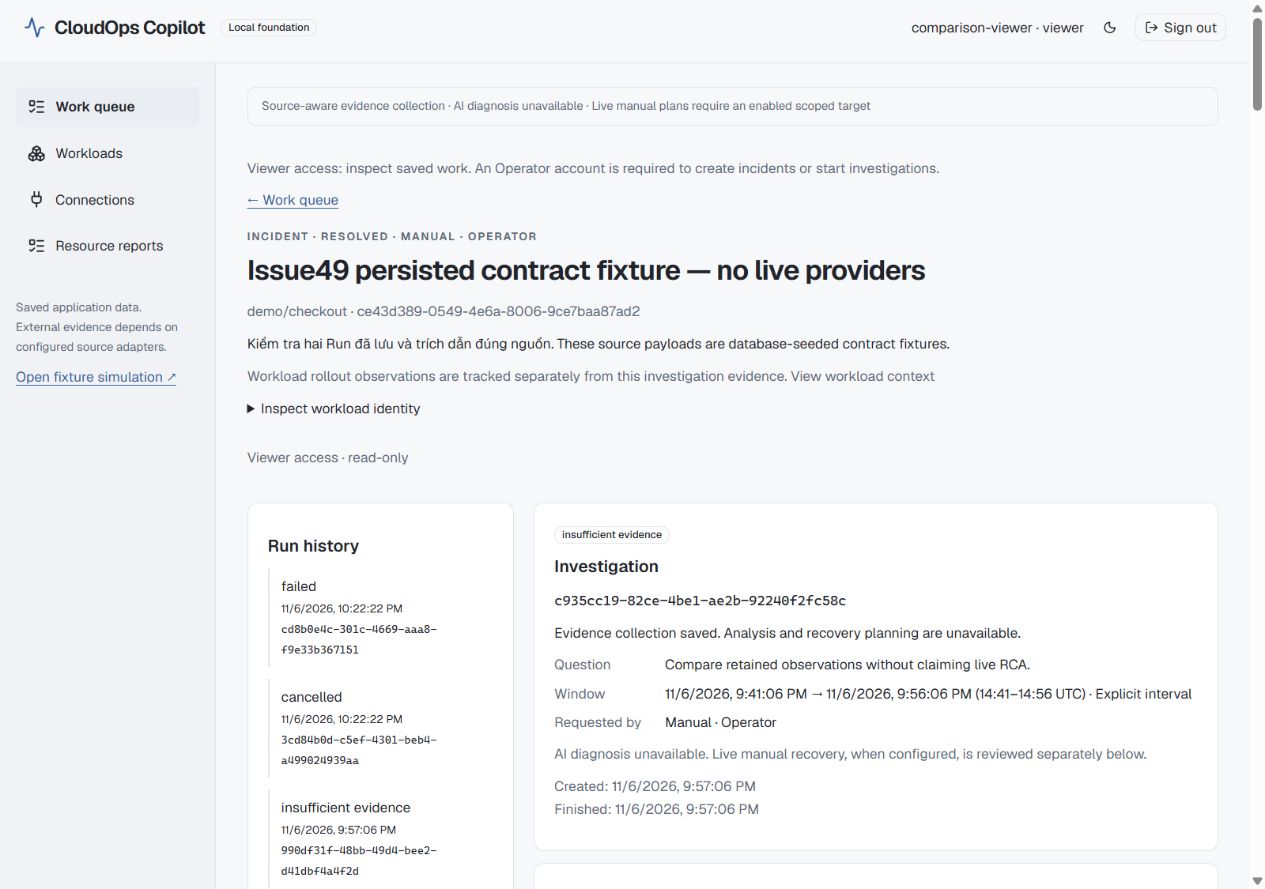 CloudOps Copilot
Local foundation
comparison-viewer · viewer
Sign out
Work queue
Workloads
Connections
Resource reports
Saved application data.
External evidence depends on
configured source adapters.
Open fixture simulation ↗
Source-aware evidence collection · AI diagnosis unavailable · Live manual plans require an enabled scoped target
Viewer access: inspect saved work. An Operator account is required to create incidents or start investigations.
← Work queue
INCIDENT · RESOLVED · MANUAL · OPERATOR
Issue49 persisted contract fixture — no live providers
demo/checkout · ce43d389-0549-4e6a-8006-9ce7baa87ad2
Kiểm tra hai Run đã lưu và trích dẫn đúng nguồn. These source payloads are database-seeded contract fixtures.
Workload rollout observations are tracked separately from this investigation evidence. View workload context
▶ Inspect workload identity
Viewer access · read-only
Run history
failed
11/6/2026, 10:22:22 PM
cd8b0e4c-301c-4669-aaa8-
f9e33b367151
cancelled
11/6/2026, 10:22:22 PM
3cd84b0d-c5ef-4301-beb4-
a499024939aa
insufficient evidence
11/6/2026, 9:57:06 PM
990df31f-48bb-49d4-bee2-
d41dbf4a4f2d
insufficient evidence
Investigation
c935cc19-82ce-4be1-ae2b-92240f2fc58c
Evidence collection saved. Analysis and recovery planning are unavailable.
Question Compare retained observations without claiming live RCA.
Window 11/6/2026, 9:41:06 PM → 11/6/2026, 9:56:06 PM (14:41–14:56 UTC) · Explicit interval
Requested by Manual · Operator
AI diagnosis unavailable. Live manual recovery, when configured, is reviewed separately below.
Created: 11/6/2026, 9:57:06 PM
Finished: 11/6/2026, 9:57:06 PM